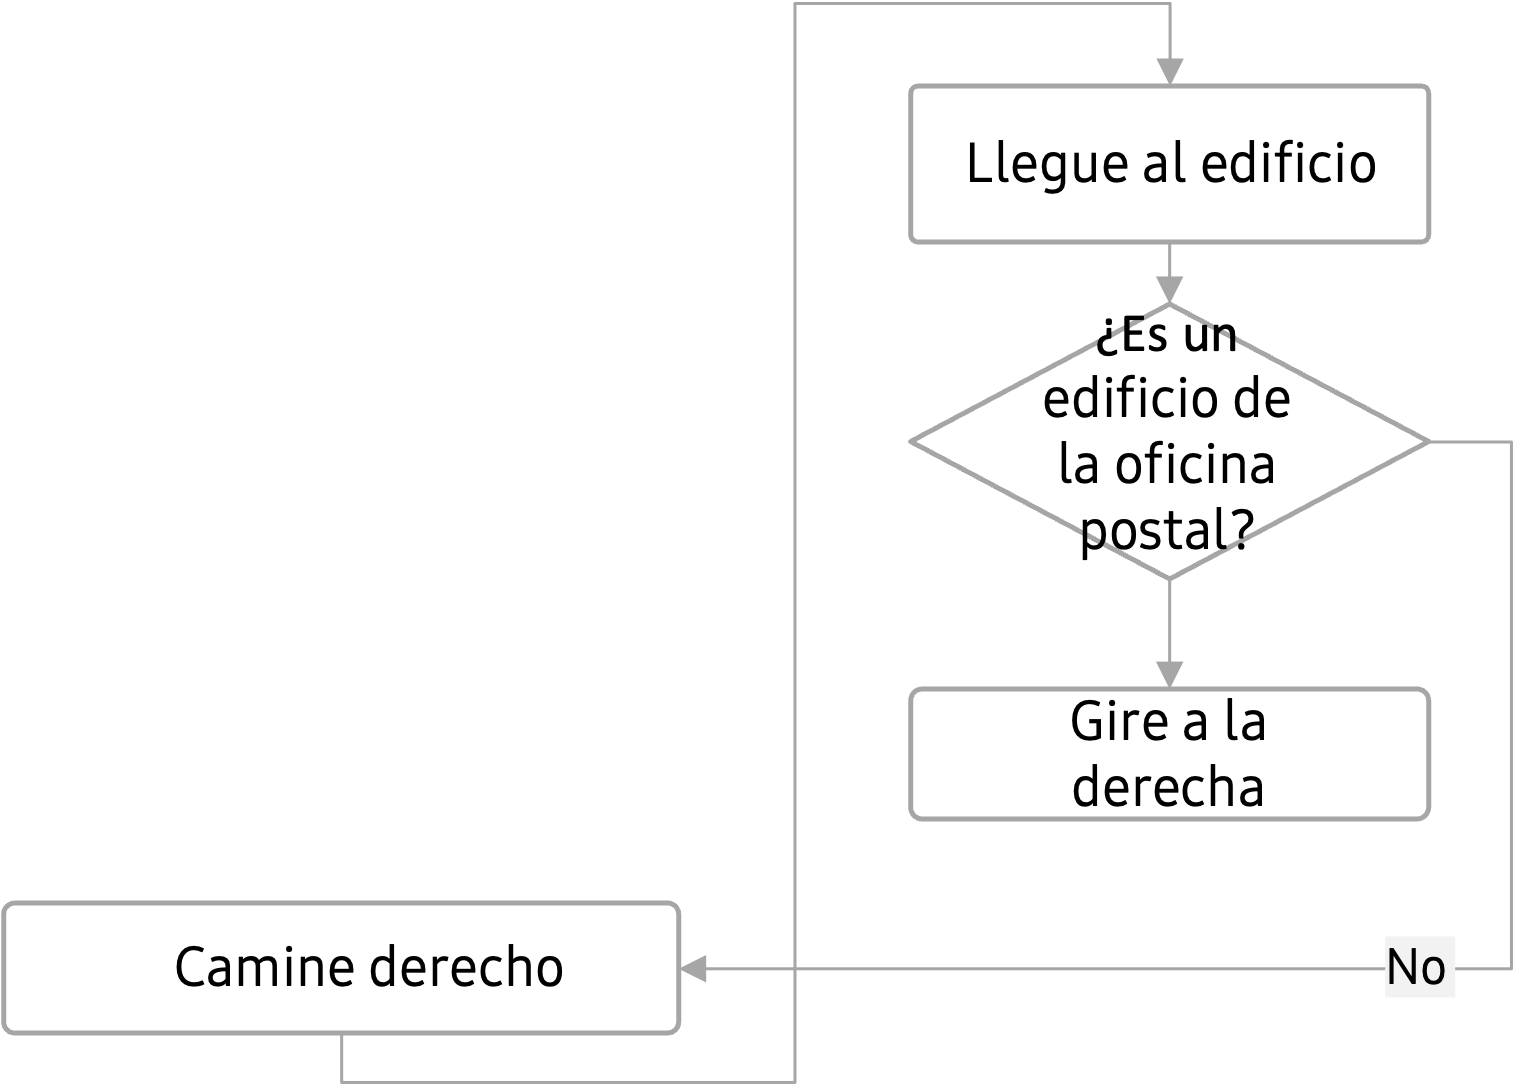 Llegue al edificio
¿Es un
edificio de
la oficina
postal?
Gire a la
derecha
Camine derecho
No